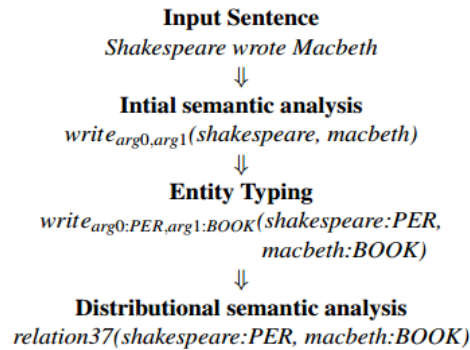 Input Sentence
Shakespeare wrote Macbeth
⇓
Intial semantic analysis
write_arg0,arg1(shakespeare, macbeth)
⇓
Entity Typing
write_arg0:PER,arg1:BOOK(shakespeare:PER,
macbeth:BOOK)
⇓
Distributional semantic analysis
relation37(shakespeare:PER, macbeth:BOOK)